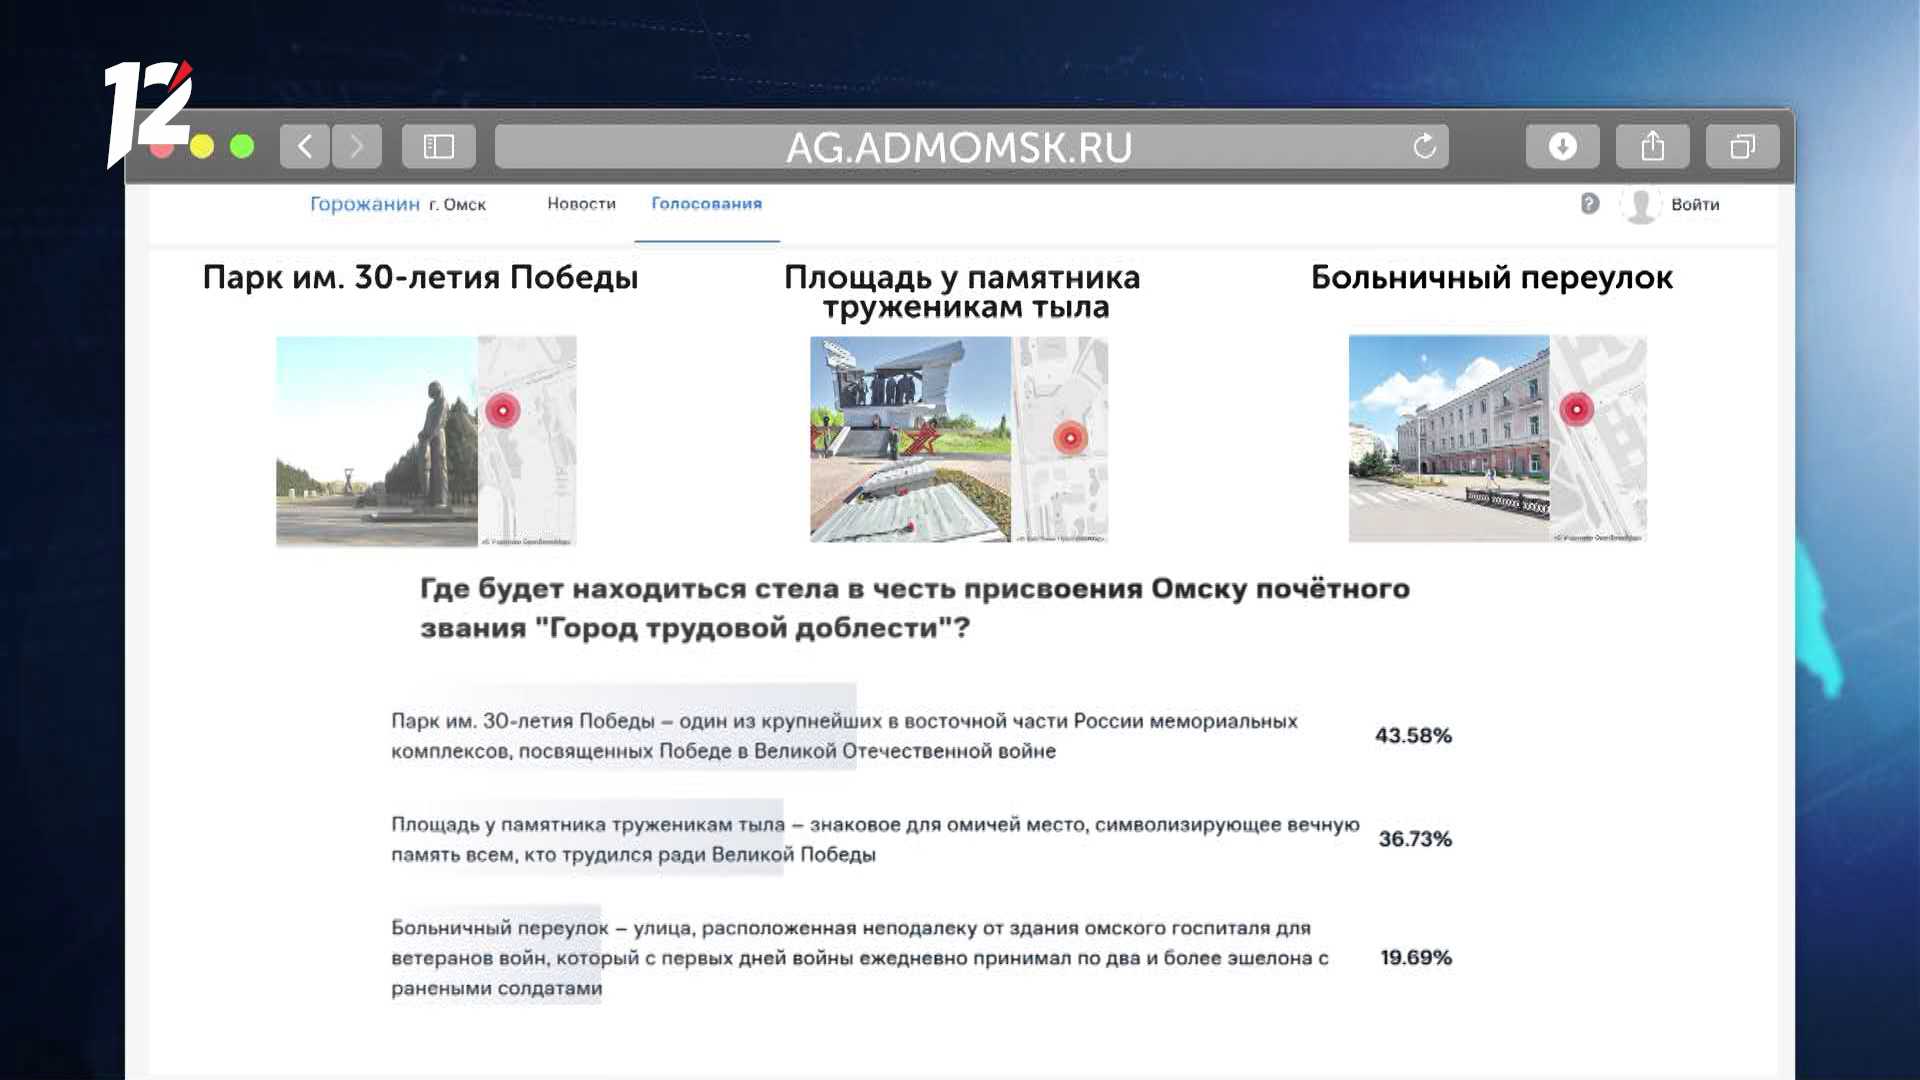 12
AG.ADMOMSK.RU
Горожанин г. Омск Новости Голосования Войти
Парк им. 30-летия Победы
Площадь у памятника
труженикам тыла
Больничный переулок
Где будет находиться стела в честь присвоения Омску почётного
звания "Город трудовой доблести"?
Парк им. 30-летия Победы – один из крупнейших в восточной части России мемориальных
комплексов, посвященных Победе в Великой Отечественной войне
43.58%
Площадь у памятника труженикам тыла – знаковое для омичей место, символизирующее вечную
память всем, кто трудился ради Великой Победы
36.73%
Больничный переулок – улица, расположенная неподалеку от здания омского госпиталя для
ветеранов войн, который с первых дней войны ежедневно принимал по два и более эшелона с
ранеными солдатами
19.69%